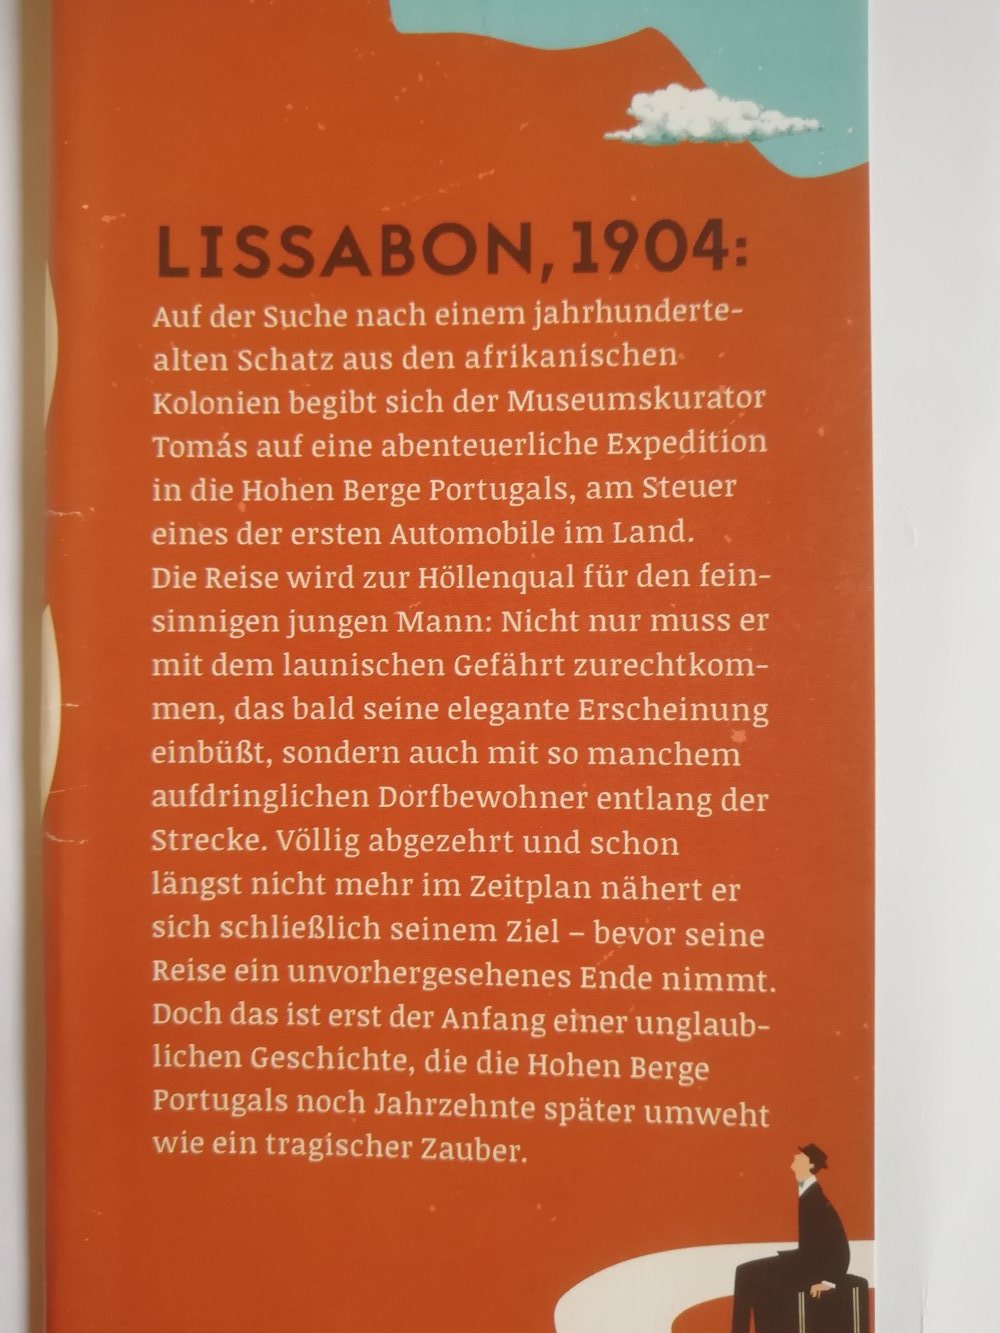 LISSABON, 1904:
Auf der Suche nach einem jahrhunderte-
alten Schatz aus den afrikanischen
Kolonien begibt sich der Museumskurator
Tomás auf eine abenteuerliche Expedition
in die Hohen Berge Portugals, am Steuer
eines der ersten Automobile im Land.
Die Reise wird zur Höllenqual für den fein-
sinnigen jungen Mann: Nicht nur muss er
mit dem launischen Gefährt zurechtkom-
men, das bald seine elegante Erscheinung
einbüßt, sondern auch mit so manchem
aufdringlichen Dorfbewohner entlang der
Strecke. Völlig abgezehrt und schon
längst nicht mehr im Zeitplan nähert er
sich schließlich seinem Ziel – bevor seine
Reise ein unvorhergesehenes Ende nimmt.
Doch das ist erst der Anfang einer unglaub-
lichen Geschichte, die die Hohen Berge
Portugals noch Jahrzehnte später umweht
wie ein tragischer Zauber.